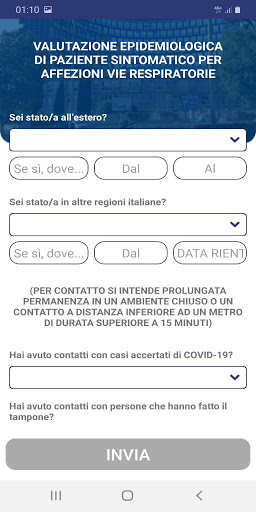 01:10
VALUTAZIONE EPIDEMIOLOGICA
DI PAZIENTE SINTOMATICO PER
AFFEZIONI VIE RESPIRATORIE
Sei stato/a all'estero?
Se sì, dove... Dal Al
Sei stato/a in altre regioni italiane?
Se sì, dove... Dal DATA RIENT
(PER CONTATTO SI INTENDE PROLUNGATA
PERMANENZA IN UN AMBIENTE CHIUSO O UN
CONTATTO A DISTANZA INFERIORE AD UN METRO
DI DURATA SUPERIORE A 15 MINUTI)
Hai avuto contatti con casi accertati di COVID-19?
Hai avuto contatti con persone che hanno fatto il
tampone?
INVIA